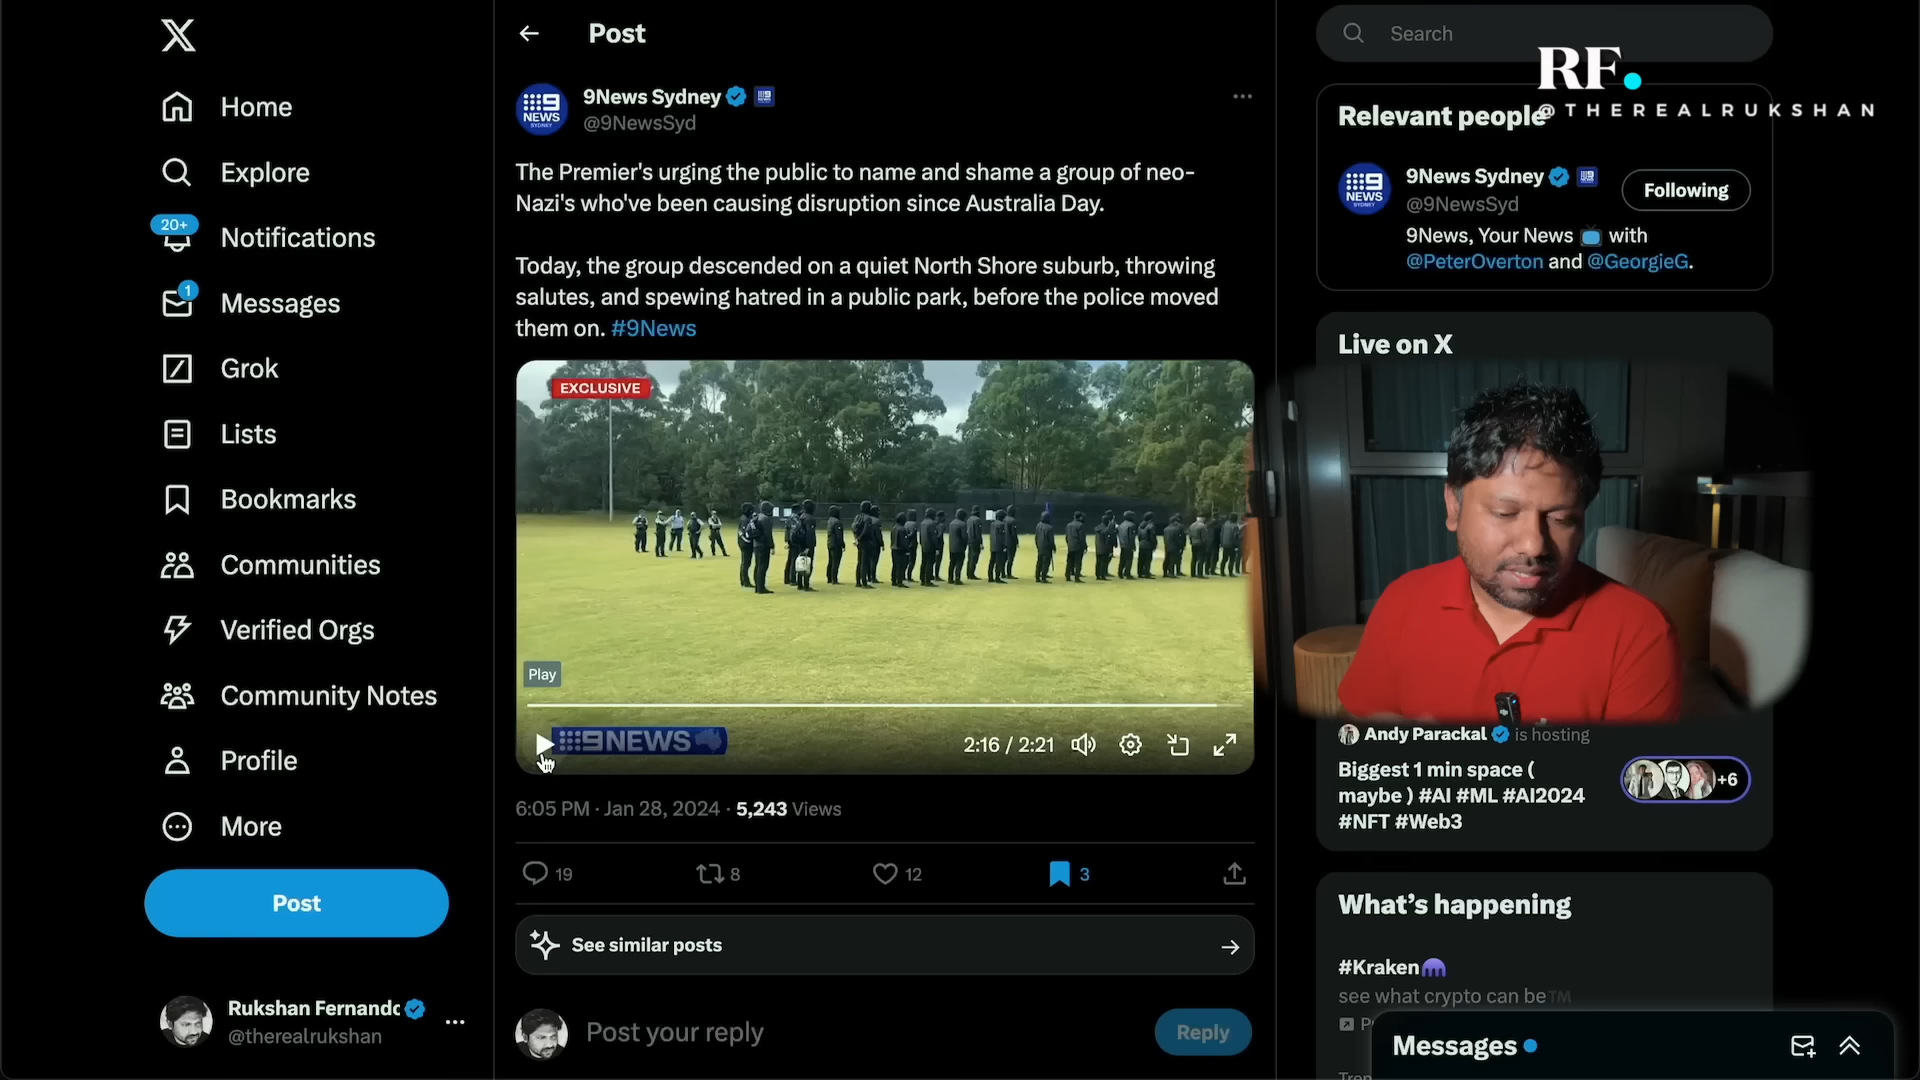 Home
Explore
20+
Notifications
1
Messages
Grok
Lists
Bookmarks
Communities
Verified Orgs
Community Notes
Profile
More
Post
Rukshan Fernando
@therealrukshan
Post
9News Sydney
@9NewsSyd
The Premier's urging the public to name and shame a group of neo-
Nazi's who've been causing disruption since Australia Day.
Today, the group descended on a quiet North Shore suburb, throwing
salutes, and spewing hatred in a public park, before the police moved
them on. #9News
EXCLUSIVE
Play
9NEWS
2:16 / 2:21
6:05 PM · Jan 28, 2024 · 5,243 Views
19
8
12
3
See similar posts
Post your reply
Reply
Search
RF.
@THEREALRUKSHAN
Relevant people
9News Sydney
@9NewsSyd
Following
9News, Your News with
@PeterOverton and @GeorgieG.
Live on X
Andy Parackal is hosting
Biggest 1 min space (
maybe ) #AI #ML #AI2024
#NFT #Web3
+6
What's happening
#Kraken
see what crypto can be™
Messages